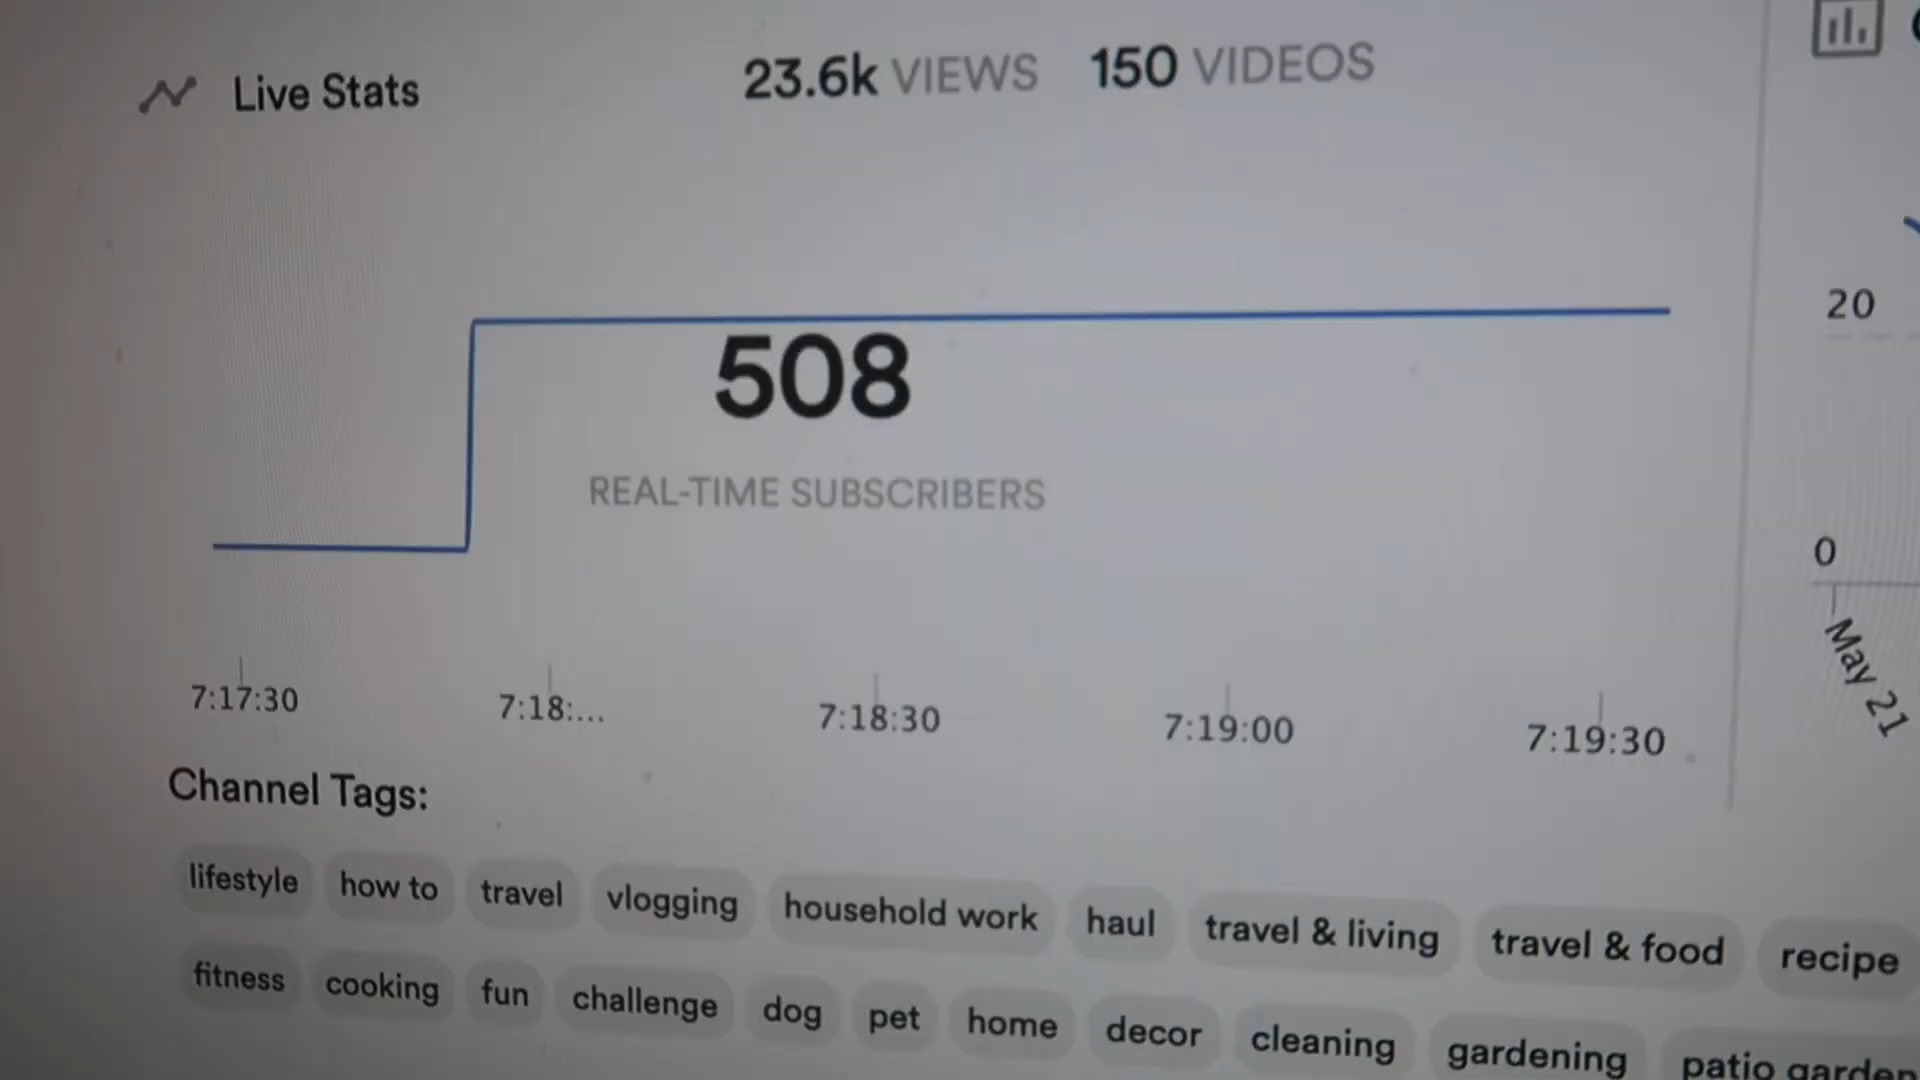 Live Stats
23.6k VIEWS 150 VIDEOS
508
REAL-TIME SUBSCRIBERS
7:17:30 7:18:... 7:18:30 7:19:00 7:19:30
20
0
May 21
Channel Tags:
lifestyle how to travel vlogging household work haul travel & living travel & food recipe
fitness cooking fun challenge dog pet home decor cleaning gardening patio